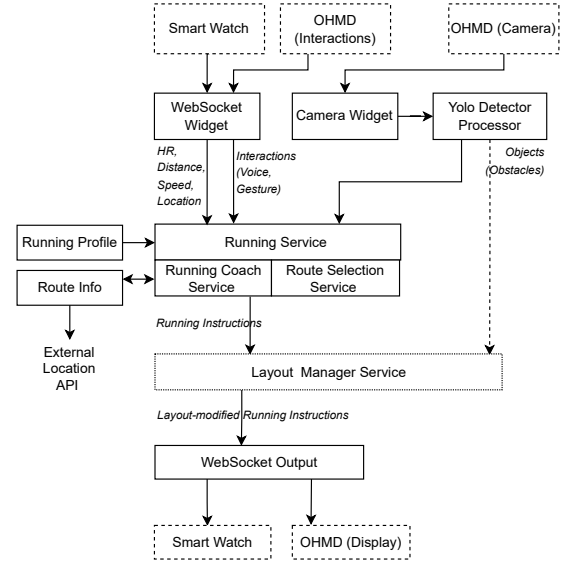 Smart Watch
OHMD
(Interactions)
OHMD (Camera)
WebSocket
Widget
Camera Widget
Yolo Detector
Processor
HR,
Distance,
Speed,
Location
Interactions
(Voice,
Gesture)
Objects
(Obstacles)
Running Profile
Running Service
Route Info
Running Coach
Service
Route Selection
Service
Running Instructions
External
Location
API
Layout Manager Service
Layout-modified Running Instructions
WebSocket Output
Smart Watch
OHMD (Display)